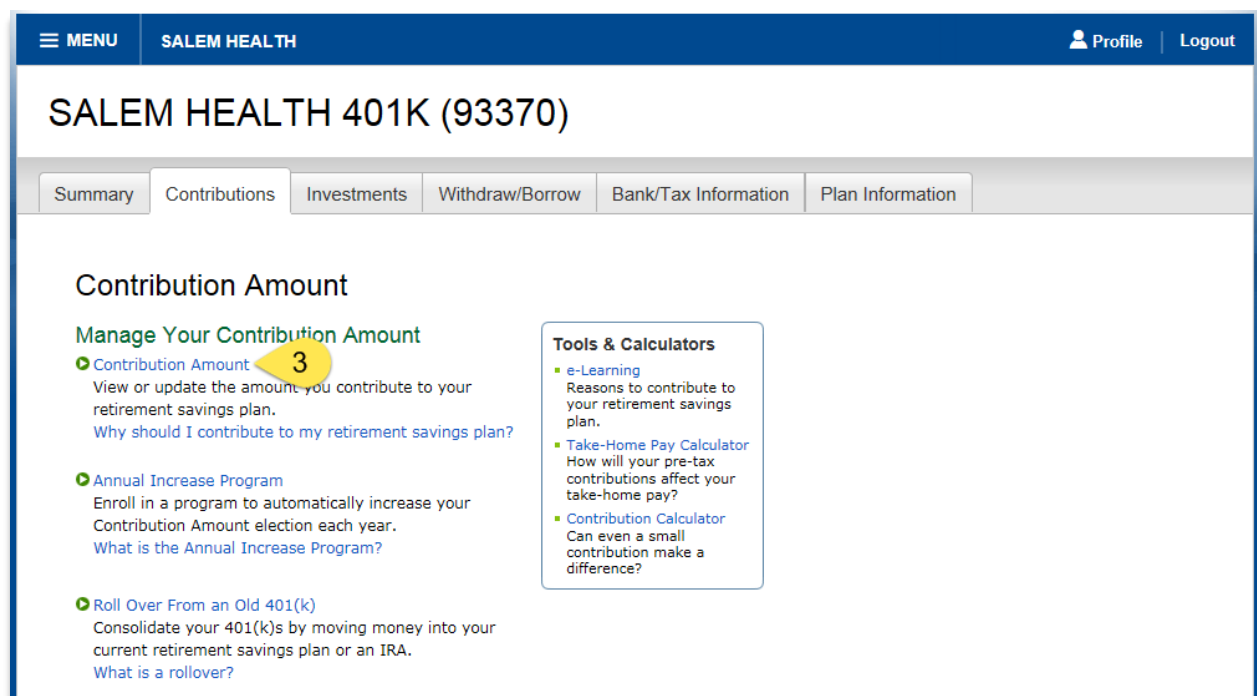 MENU SALEM HEALTH Profile Logout
SALEM HEALTH 401K (93370)
Summary Contributions Investments Withdraw/Borrow Bank/Tax Information Plan Information
Contribution Amount
Manage Your Contribution Amount
Contribution Amount 3
View or update the amount you contribute to your
retirement savings plan.
Why should I contribute to my retirement savings plan?
Annual Increase Program
Enroll in a program to automatically increase your
Contribution Amount election each year.
What is the Annual Increase Program?
Roll Over From an Old 401(k)
Consolidate your 401(k)s by moving money into your
current retirement savings plan or an IRA.
What is a rollover?
Tools & Calculators
e-Learning
Reasons to contribute to
your retirement savings
plan.
Take-Home Pay Calculator
How will your pre-tax
contributions affect your
take-home pay?
Contribution Calculator
Can even a small
contribution make a
difference?